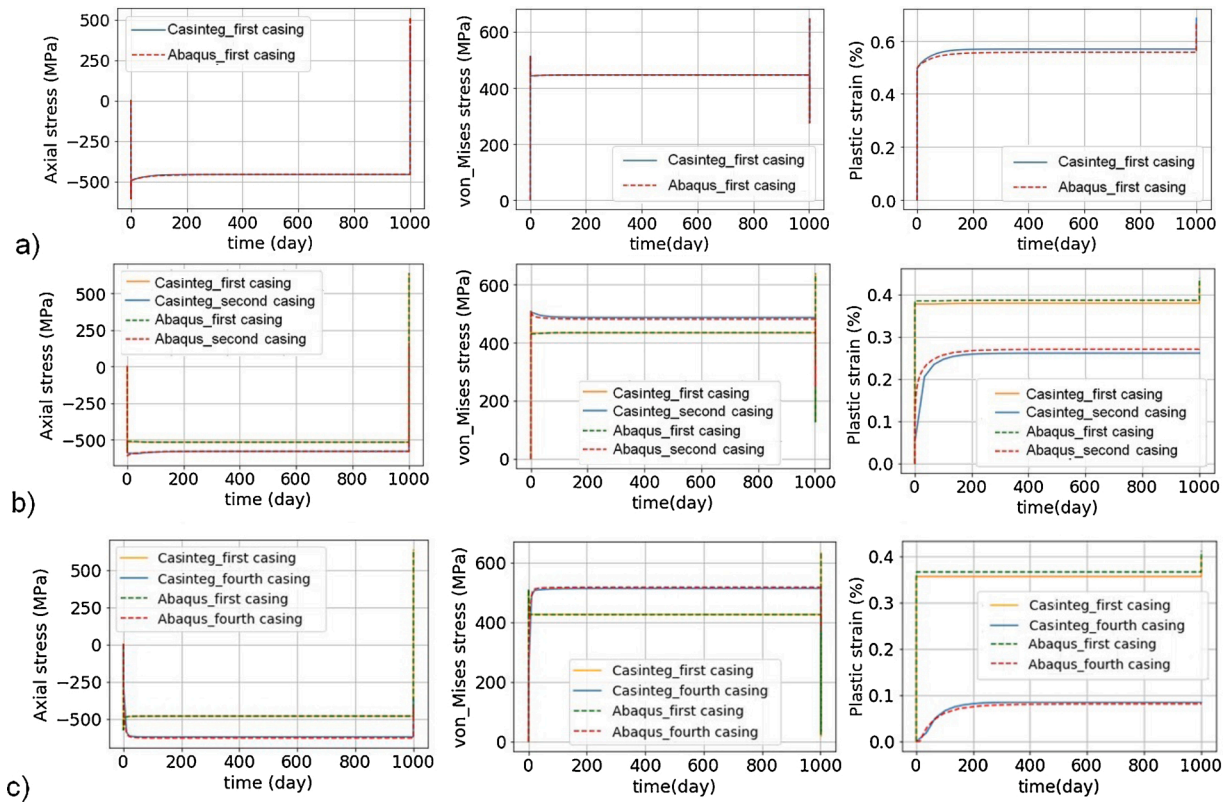 Axial stress (MPa)
500
250
0
−250
−500
Casinteg_first casing
Abaqus_first casing
0 200 400 600 800 1000
time (day)
von_Mises stress (MPa)
600
400
200
0
Casinteg_first casing
Abaqus_first casing
0 200 400 600 800 1000
time(day)
Plastic strain (%)
0.6
0.4
0.2
0.0
Casinteg_first casing
Abaqus_first casing
0 200 400 600 800 1000
time(day)
a)
Axial stress (MPa)
500
250
0
−250
−500
Casinteg_first casing
Casinteg_second casing
Abaqus_first casing
Abaqus_second casing
0 200 400 600 800 1000
time (day)
von_Mises stress (MPa)
600
400
200
0
Casinteg_first casing
Casinteg_second casing
Abaqus_first casing
Abaqus_second casing
0 200 400 600 800 1000
time(day)
Plastic strain (%)
0.4
0.3
0.2
0.1
0.0
Casinteg_first casing
Casinteg_second casing
Abaqus_first casing
Abaqus_second casing
0 200 400 600 800 1000
time(day)
b)
Axial stress (MPa)
500
250
0
−250
−500
Casinteg_first casing
Casinteg_fourth casing
Abaqus_first casing
Abaqus_fourth casing
0 200 400 600 800 1000
time (day)
von_Mises stress (MPa)
600
400
200
0
Casinteg_first casing
Casinteg_fourth casing
Abaqus_first casing
Abaqus_fourth casing
0 200 400 600 800 1000
time(day)
Plastic strain (%)
0.4
0.3
0.2
0.1
0.0
Casinteg_first casing
Casinteg_fourth casing
Abaqus_first casing
Abaqus_fourth casing
0 200 400 600 800 1000
time(day)
c)